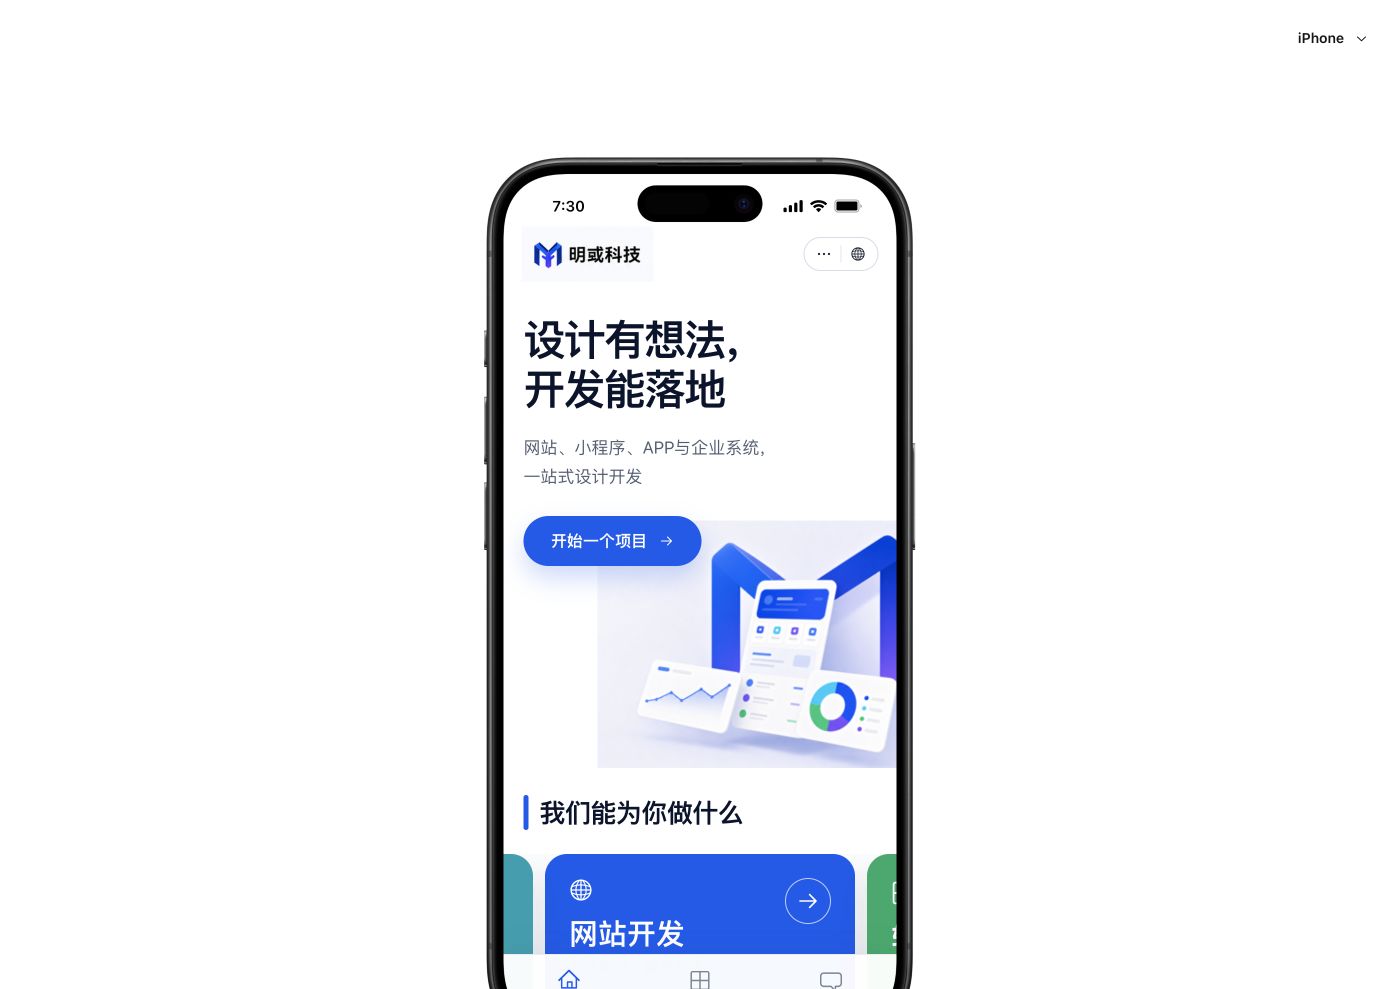 iPhone
7:30
明或科技
设计有想法，
开发能落地
网站、小程序、APP与企业系统，
一站式设计开发
开始一个项目
我们能为你做什么
网站开发